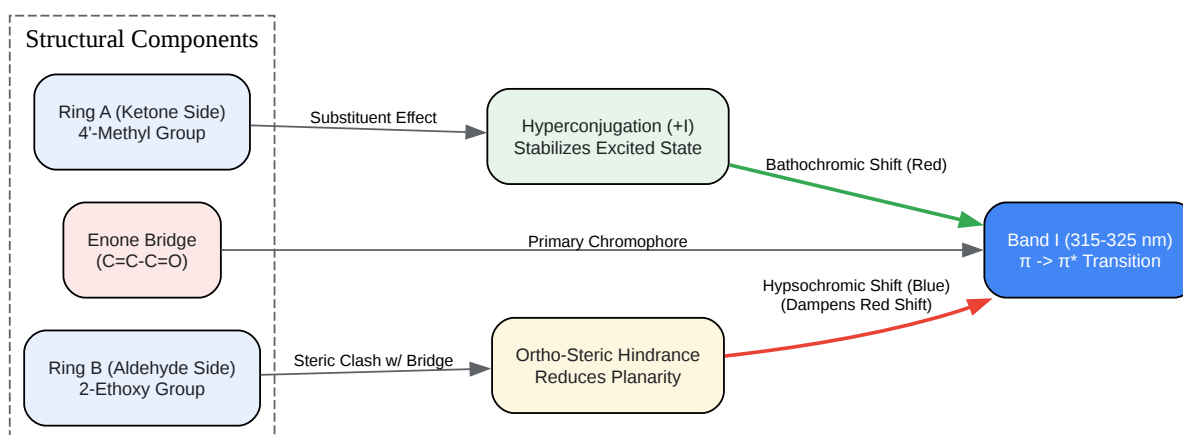 Structural Components
Ring A (Ketone Side)
4'-Methyl Group
Substituent Effect
Hyperconjugation (+I)
Stabilizes Excited State
Bathochromic Shift (Red)
Enone Bridge
(C=C-C=O)
Primary Chromophore
Band I (315-325 nm)
π -> π* Transition
Hypsochromic Shift (Blue)
(Dampens Red Shift)
Ring B (Aldehyde Side)
2-Ethoxy Group
Steric Clash w/ Bridge
Ortho-Steric Hindrance
Reduces Planarity